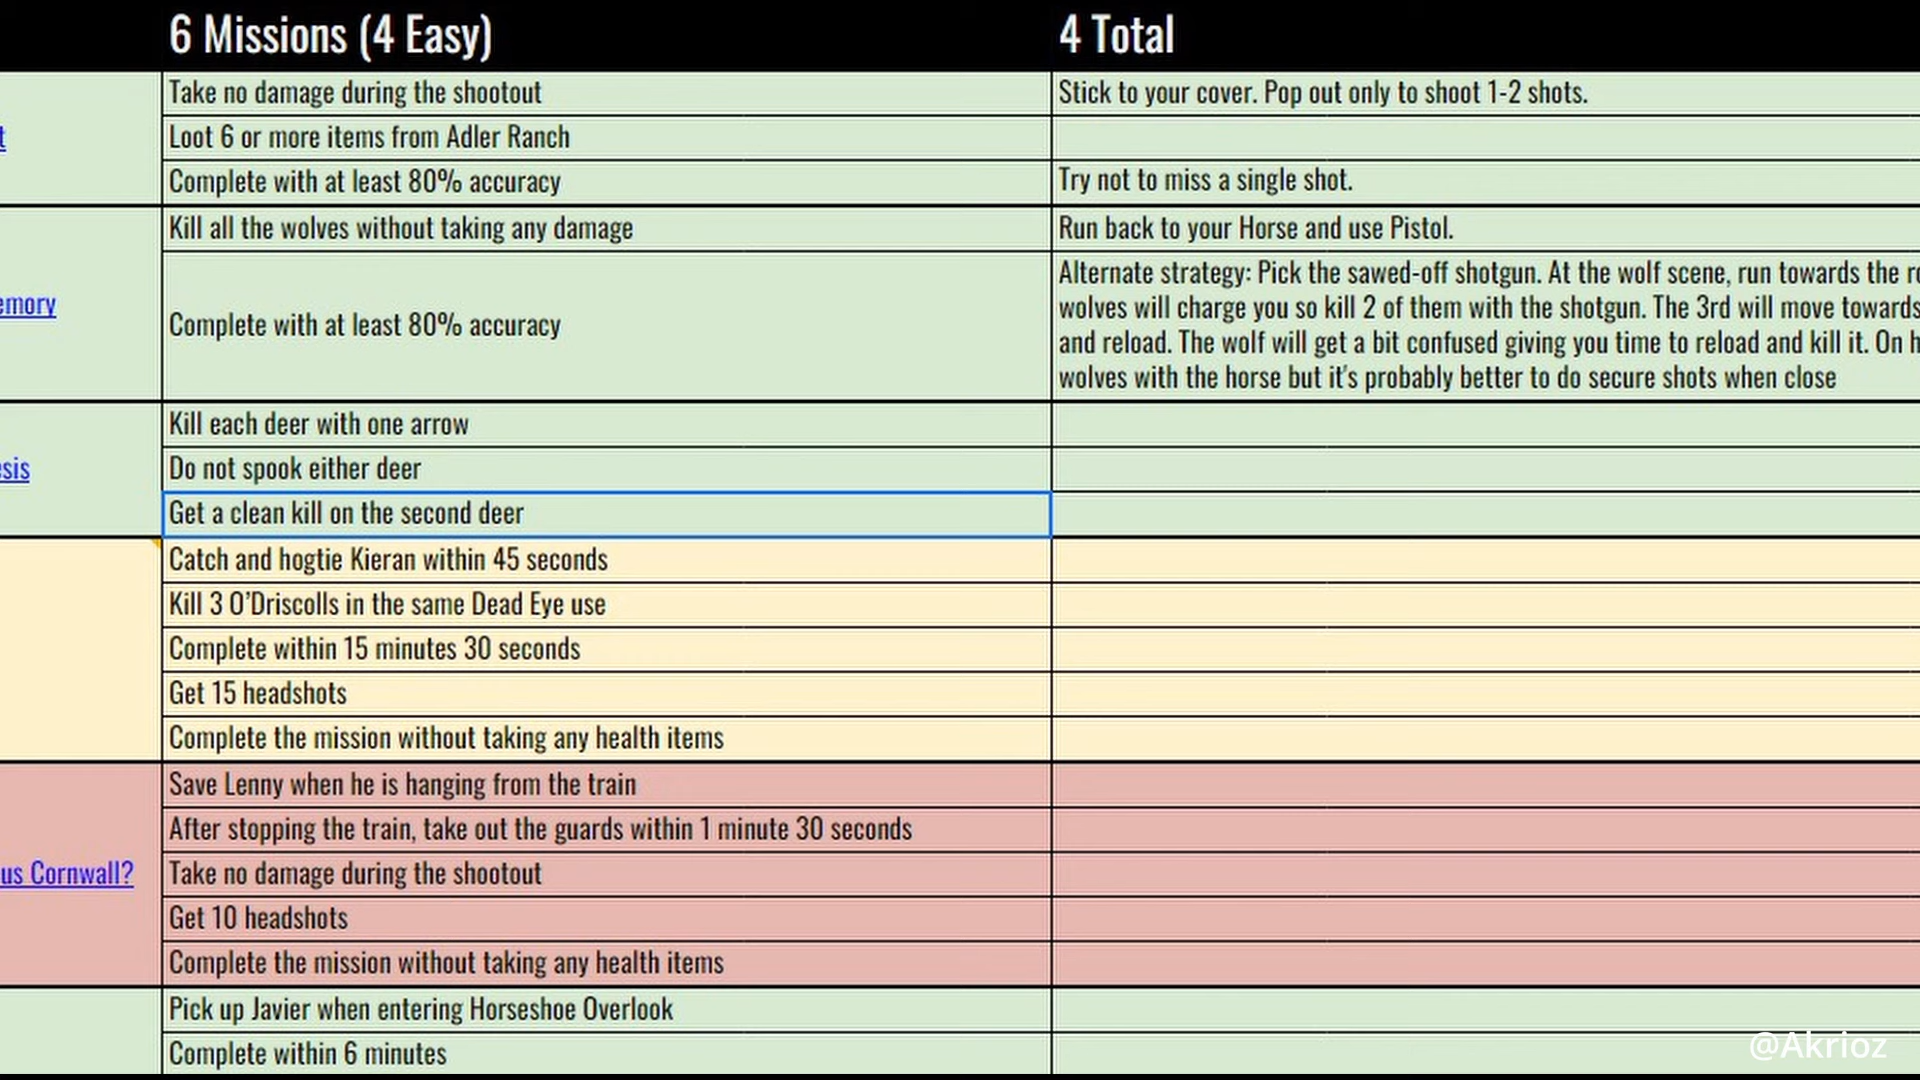 6 Missions (4 Easy)
4 Total
Take no damage during the shootout
Stick to your cover. Pop out only to shoot 1-2 shots.
Loot 6 or more items from Adler Ranch
Complete with at least 80% accuracy
Try not to miss a single shot.
Kill all the wolves without taking any damage
Run back to your Horse and use Pistol.
emory
Complete with at least 80% accuracy
Alternate strategy: Pick the sawed-off shotgun. At the wolf scene, run towards the
wolves will charge you so kill 2 of them with the shotgun. The 3rd will move towards
and reload. The wolf will get a bit confused giving you time to reload and kill it. On
wolves with the horse but it's probably better to do secure shots when close
Kill each deer with one arrow
sis
Do not spook either deer
Get a clean kill on the second deer
Catch and hogtie Kieran within 45 seconds
Kill 3 O'Driscolls in the same Dead Eye use
Complete within 15 minutes 30 seconds
Get 15 headshots
Complete the mission without taking any health items
Save Lenny when he is hanging from the train
After stopping the train, take out the guards within 1 minute 30 seconds
us Cornwall?
Take no damage during the shootout
Get 10 headshots
Complete the mission without taking any health items
Pick up Javier when entering Horseshoe Overlook
Complete within 6 minutes
@Akrioz